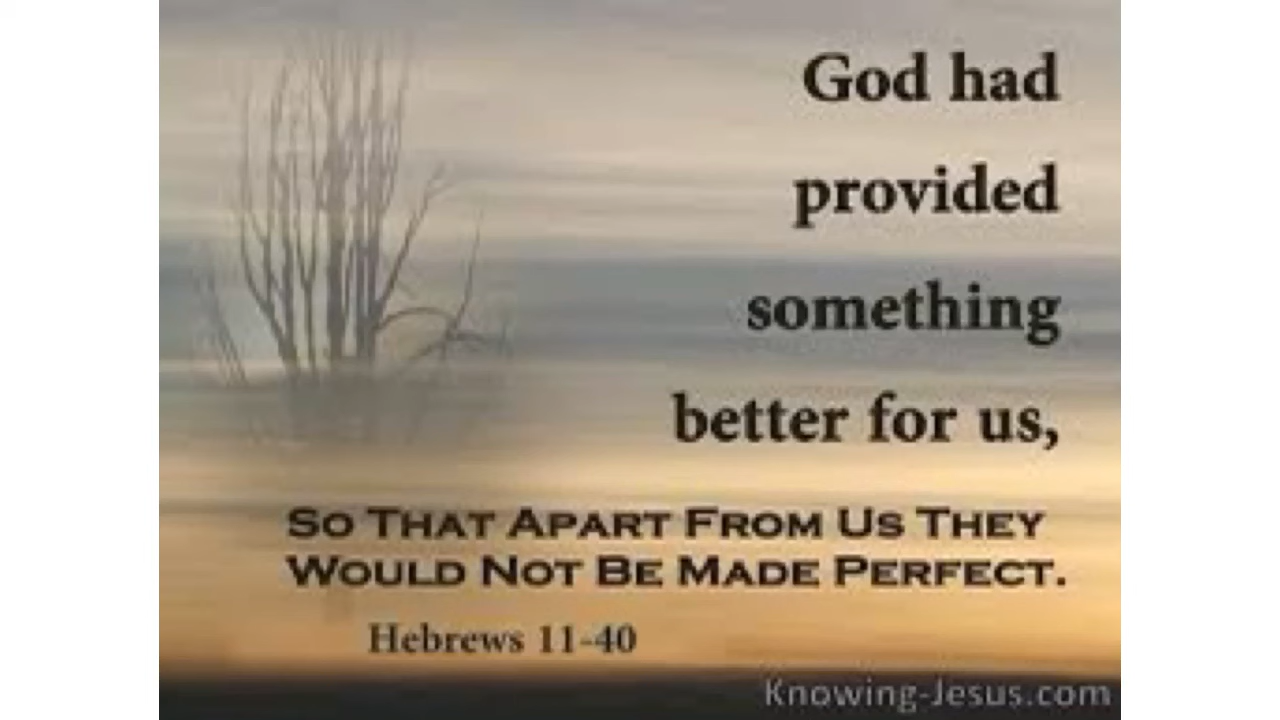 God had
provided
something
better for us,
So That Apart From Us They
Would Not Be Made Perfect.
Hebrews 11-40
Knowing-Jesus.com